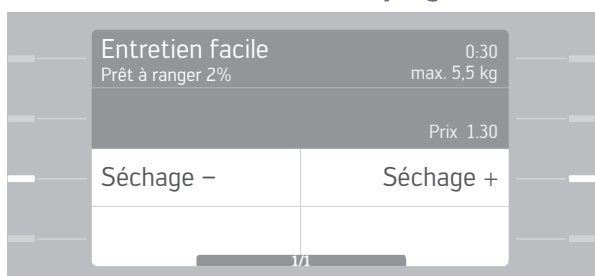 Entretien facile 0:30
Prêt à ranger 2% max. 5,5 kg
Prix 1.30
Séchage – Séchage +
1/1